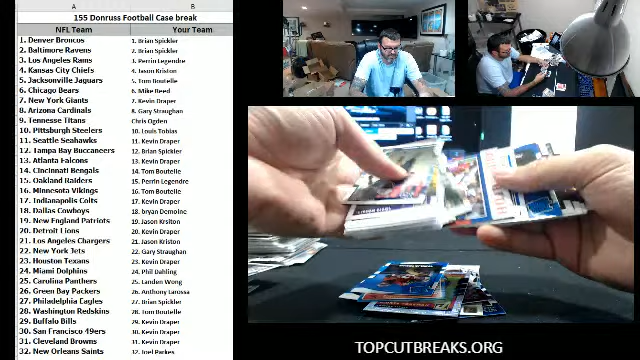 A B
155 Donruss Football Case break
NFL Team Your Team
1. Denver Broncos 1. Brian Spickler
2. Baltimore Ravens 2. Brian Spickler
3. Los Angeles Rams 3. Perrin Legendre
4. Kansas City Chiefs 4. Jason Kriston
5. Jacksonville Jaguars 5. Tom Boutelle
6. Chicago Bears 6. Mike Reed
7. New York Giants 7. Kevin Draper
8. Arizona Cardinals 8. Gary Straughan
9. Tennesse Titans Chris Ogden
10. Pittsburgh Steelers 10. Louis Tobias
11. Seattle Seahawks 11. Kevin Draper
12. Tampa Bay Buccaneers 12. Brian Spickler
13. Atlanta Falcons 13. Kevin Draper
14. Cincinnati Bengals 14. Tom Boutelle
15. Oakland Raiders 15. Perrin Legendre
16. Minnesota Vikings 16. Tom Boutelle
17. Indianapolis Colts 17. Kevin Draper
18. Dallas Cowboys 18. bryan Demoine
19. New England Patriots 19. Jason Kriston
20. Detroit Lions 20. Kevin Draper
21. Los Angeles Chargers 21. Jason Kriston
22. New York Jets 22. Gary Straughan
23. Houston Texans 23. Kevin Draper
24. Miami Dolphins 24. Phil Dahling
25. Carolina Panthers 25. Landen Wong
26. Green Bay Packers 26. Anthony Larossa
27. Philadelphia Eagles 27. Brian Spickler
28. Washington Redskins 28. Tom Boutelle
29. Buffalo Bills 29. Kevin Draper
30. San Francisco 49ers 30. Kevin Draper
31. Cleveland Browns 31. Kevin Draper
32. New Orleans Saints 32. Joel Parkes
TOPCUTBREAKS.ORG